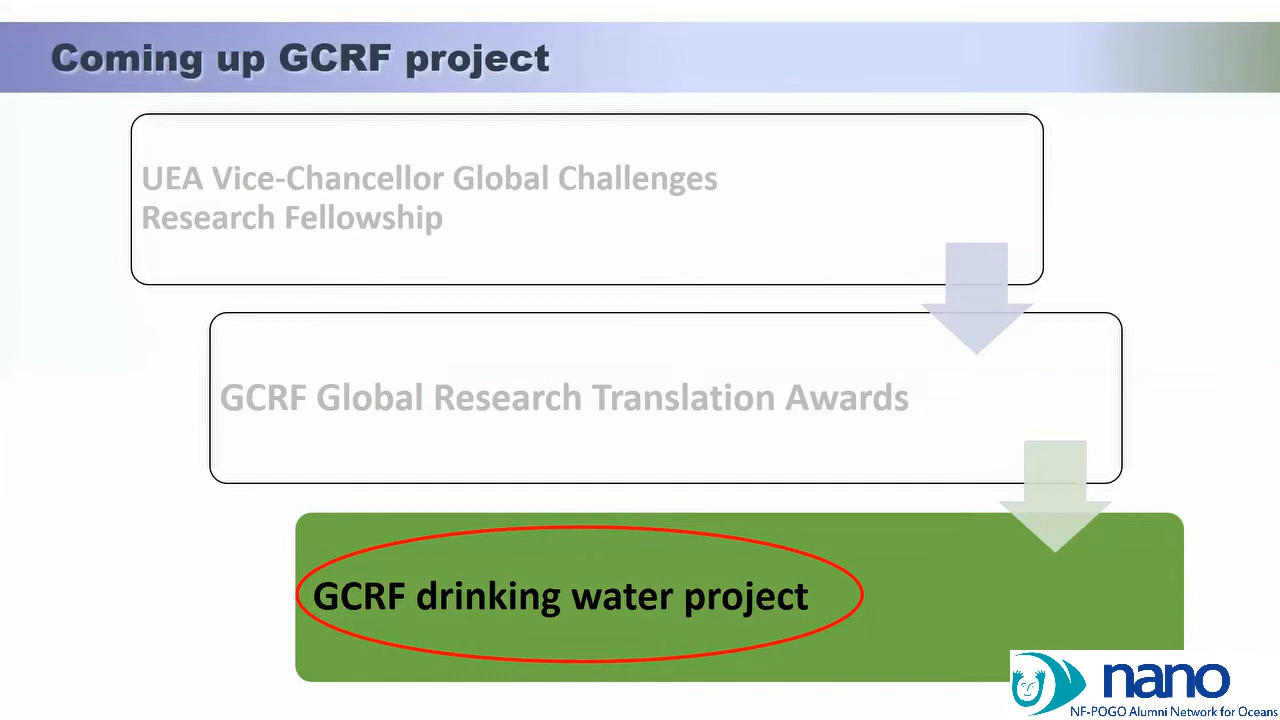 Coming up GCRF project
UEA Vice-Chancellor Global Challenges
Research Fellowship
GCRF Global Research Translation Awards
GCRF drinking water project
nano
NF-POGO Alumni Network for Oceans